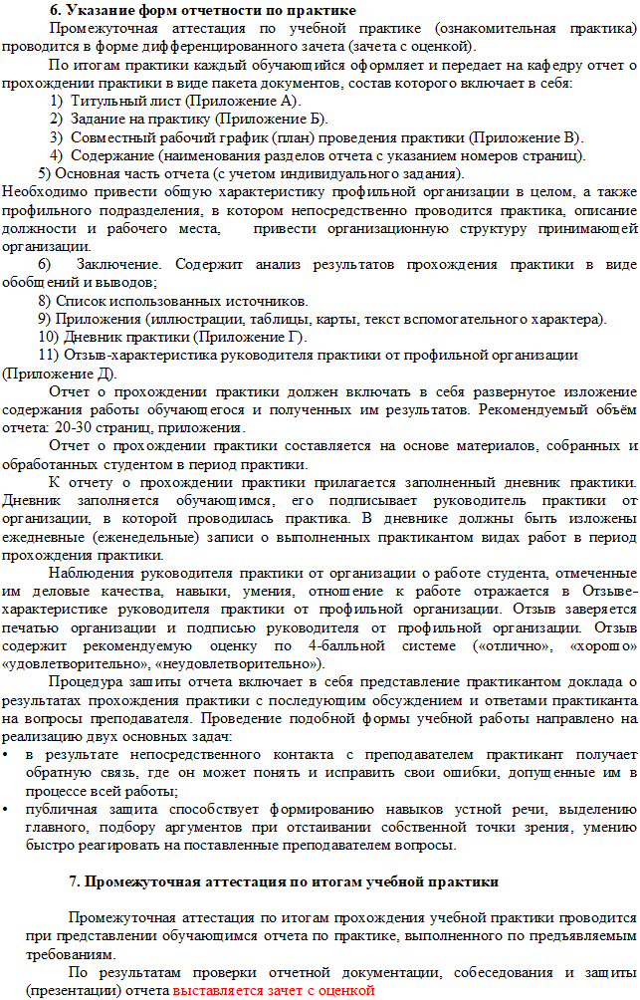 6. Указание форм отчетности по практике
Промежуточная аттестация по учебной практике (ознакомительная практика)
проводится в форме дифференцированного зачета (зачета с оценкой).
По итогам практики каждый обучающийся оформляет и передает на кафедру отчет о
прохождении практики в виде пакета документов, состав которого включает в себя:
1) Титульный лист (Приложение А).
2) Задание на практику (Приложение Б).
3) Совместный рабочий график (план) проведения практики (Приложение В).
4) Содержание (наименования разделов отчета с указанием номеров страниц).
5) Основная часть отчета (с учетом индивидуального задания).
Необходимо привести общую характеристику профильной организации в целом, а также
профильного подразделения, в котором непосредственно проводится практика, описание
должности и рабочего места, привести организационную структуру принимающей
организации.
6) Заключение. Содержит анализ результатов прохождения практики в виде
обобщений и выводов;
8) Список использованных источников.
9) Приложения (иллюстрации, таблицы, карты, текст вспомогательного характера).
10) Дневник практики (Приложение Г).
11) Отзыв-характеристика руководителя практики от профильной организации
(Приложение Д).
Отчет о прохождении практики должен включать в себя развернутое изложение
содержания работы обучающегося и полученных им результатов. Рекомендуемый объём
отчета: 20-30 страниц, приложения.
Отчет о прохождении практики составляется на основе материалов, собранных и
обработанных студентом в период практики.
К отчету о прохождении практики прилагается заполненный дневник практики.
Дневник заполняется обучающимся, его подписывает руководитель практики от
организации, в которой проводилась практика. В дневнике должны быть изложены
ежедневные (еженедельные) записи о выполненных практикантом видах работ в период
прохождения практики.
Наблюдения руководителя практики от организации о работе студента, отмеченные
им деловые качества, навыки, умения, отношение к работе отражается в Отзыве-
характеристике руководителя практики от профильной организации. Отзыв заверяется
печатью организации и подписью руководителя от профильной организации. Отзыв
содержит рекомендуемую оценку по 4-балльной системе («отлично», «хорошо»
«удовлетворительно», «неудовлетворительно»).
Процедура защиты отчета включает в себя представление практикантом доклада о
результатах прохождения практики с последующим обсуждением и ответами практиканта
на вопросы преподавателя. Проведение подобной формы учебной работы направлено на
реализацию двух основных задач:
• в результате непосредственного контакта с преподавателем практикант получает
обратную связь, где он может понять и исправить свои ошибки, допущенные им в
процессе всей работы;
• публичная защита способствует формированию навыков устной речи, выделению
главного, подбору аргументов при отстаивании собственной точки зрения, умению
быстро реагировать на поставленные преподавателем вопросы.
7. Промежуточная аттестация по итогам учебной практики
Промежуточная аттестация по итогам прохождения учебной практики проводится
при представлении обучающимся отчета по практике, выполненного по предъявляемым
требованиям.
По результатам проверки отчетной документации, собеседования и защиты
(презентации) отчета выставляется зачет с оценкой